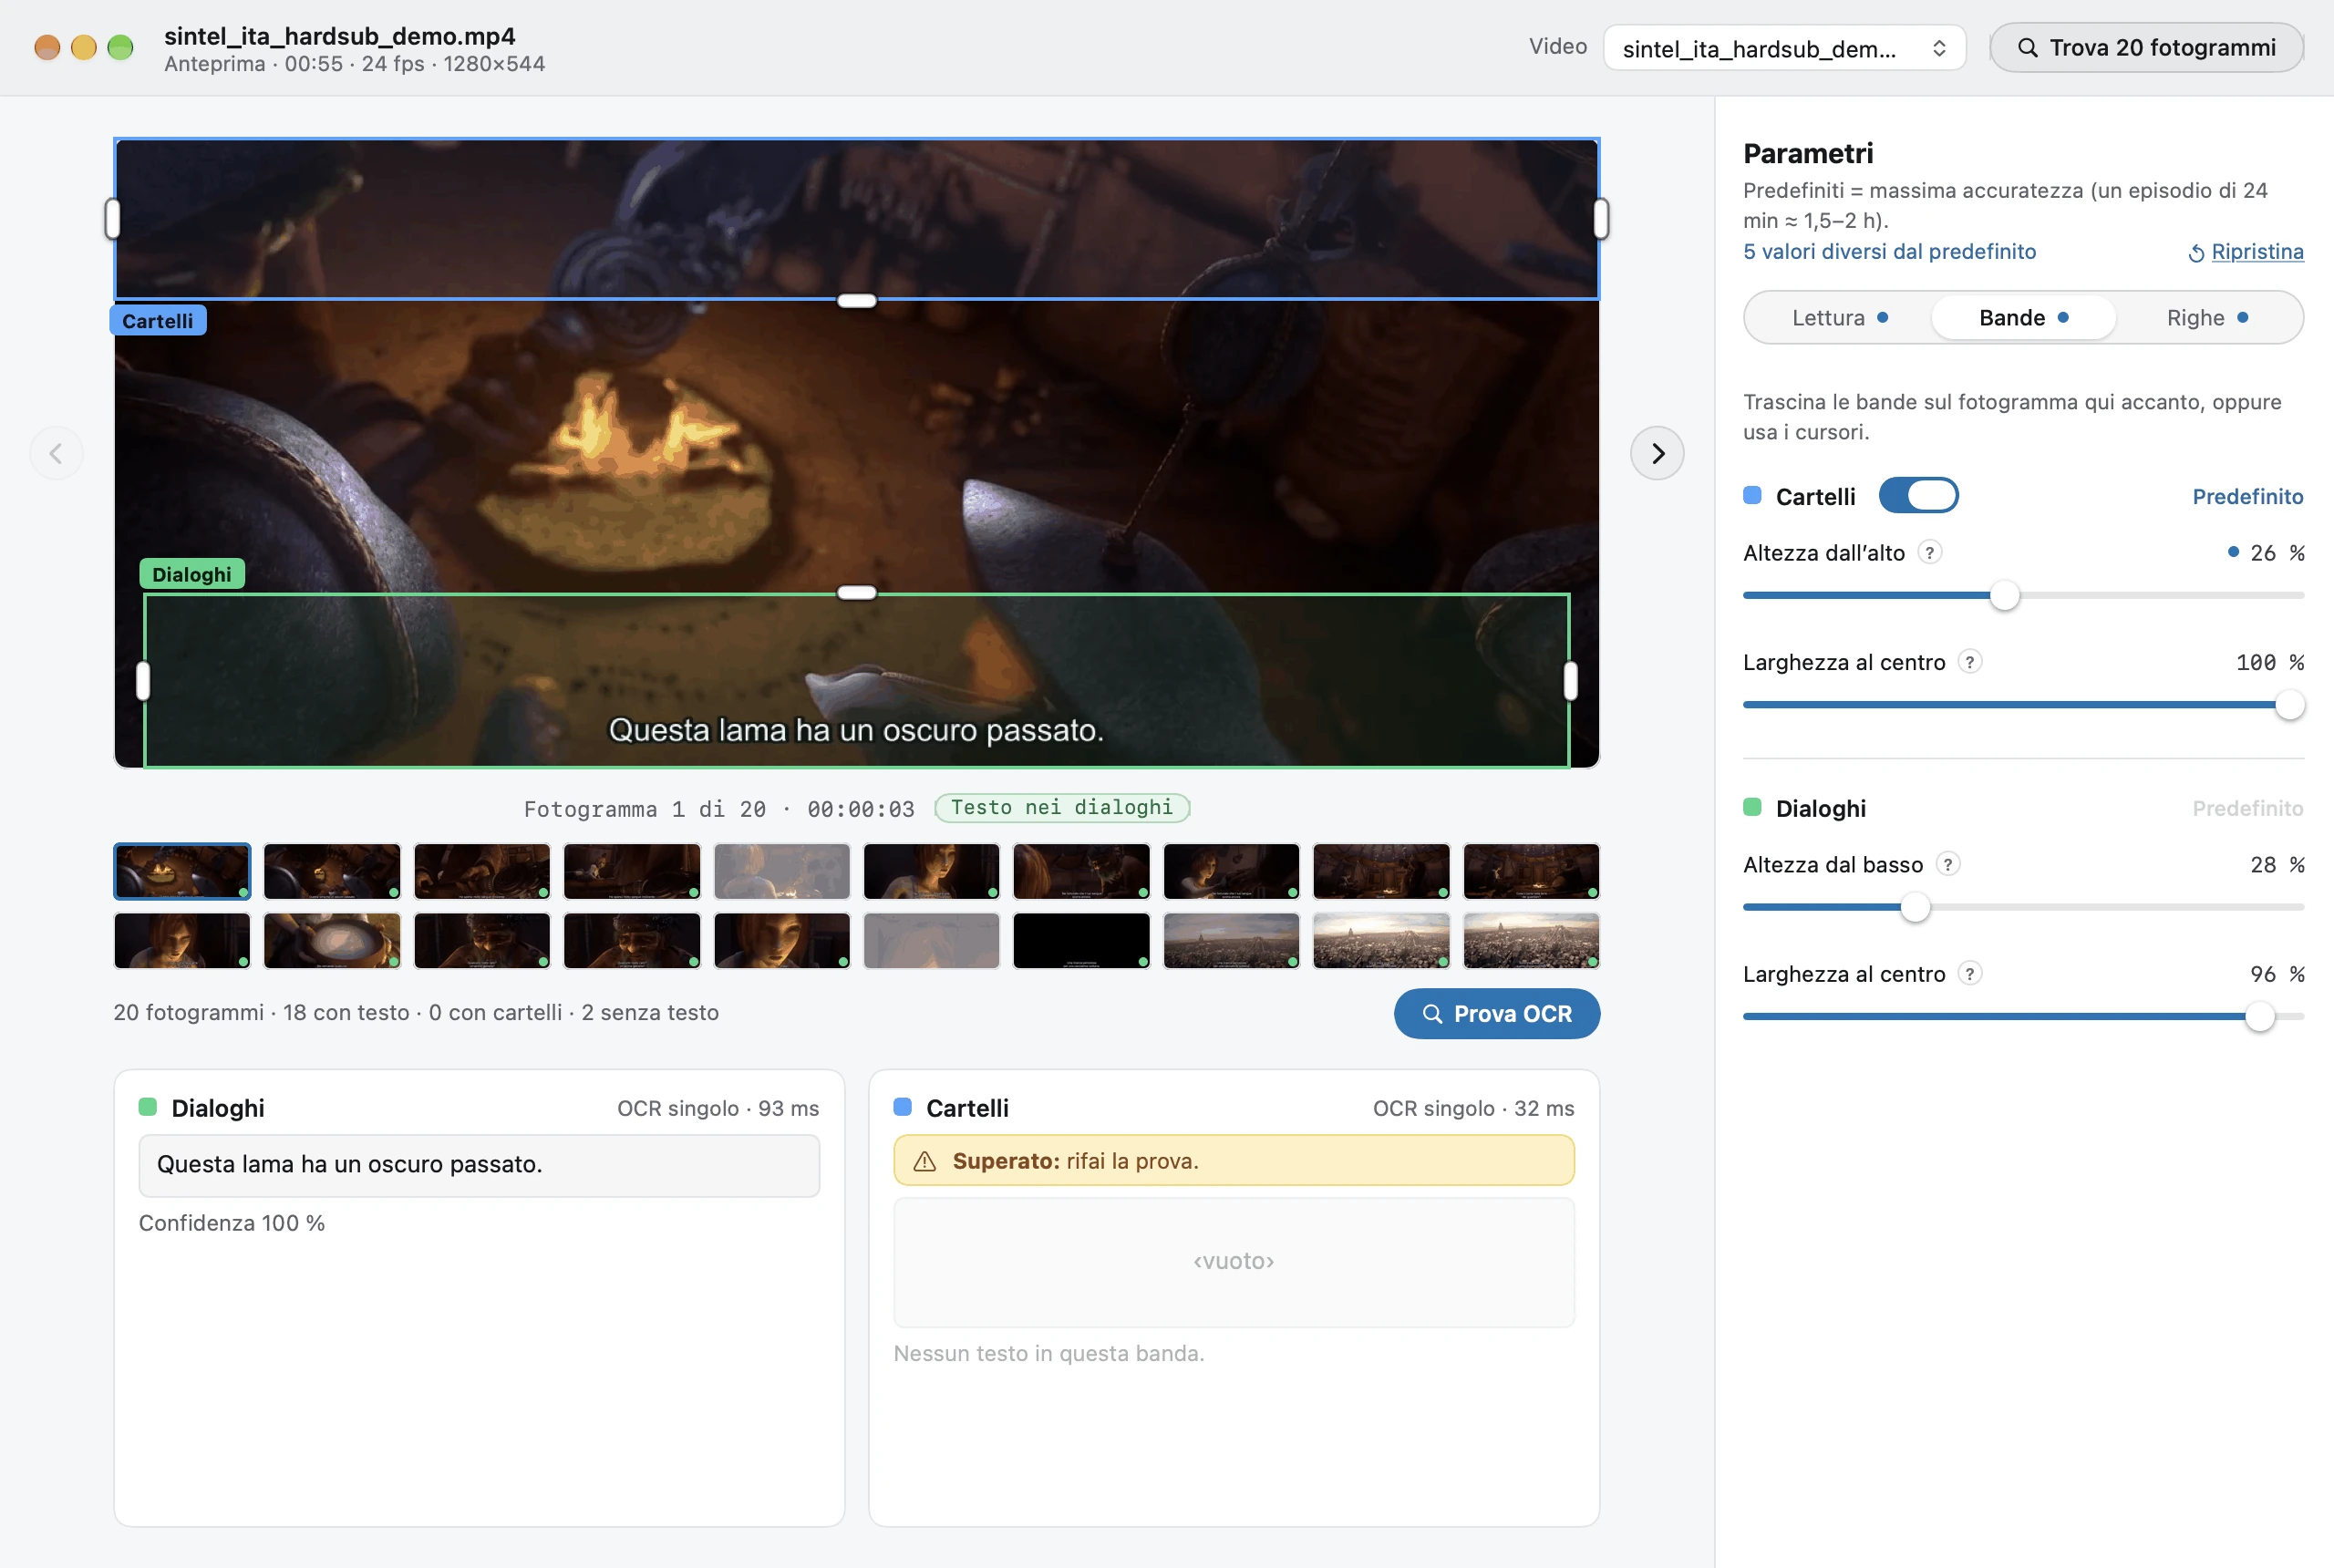 sintel_ita_hardsub_demo.mp4
Anteprima · 00:55 · 24 fps · 1280×544
Video
sintel_ita_hardsub_dem...
Trova 20 fotogrammi
Cartelli
Dialoghi
Questa lama ha un oscuro passato.
Fotogramma 1 di 20 · 00:00:03
Testo nei dialoghi
20 fotogrammi · 18 con testo · 0 con cartelli · 2 senza testo
Prova OCR
Dialoghi
OCR singolo · 93 ms
Questa lama ha un oscuro passato.
Confidenza 100 %
Cartelli
OCR singolo · 32 ms
Superato: rifai la prova.
‹vuoto›
Nessun testo in questa banda.
Parametri
Predefiniti = massima accuratezza (un episodio di 24
min ≈ 1,5–2 h).
5 valori diversi dal predefinito
Ripristina
Lettura
Bande
Righe
Trascina le bande sul fotogramma qui accanto, oppure
usa i cursori.
Cartelli
Predefinito
Altezza dall’alto ?
26 %
Larghezza al centro ?
100 %
Dialoghi
Predefinito
Altezza dal basso ?
28 %
Larghezza al centro ?
96 %